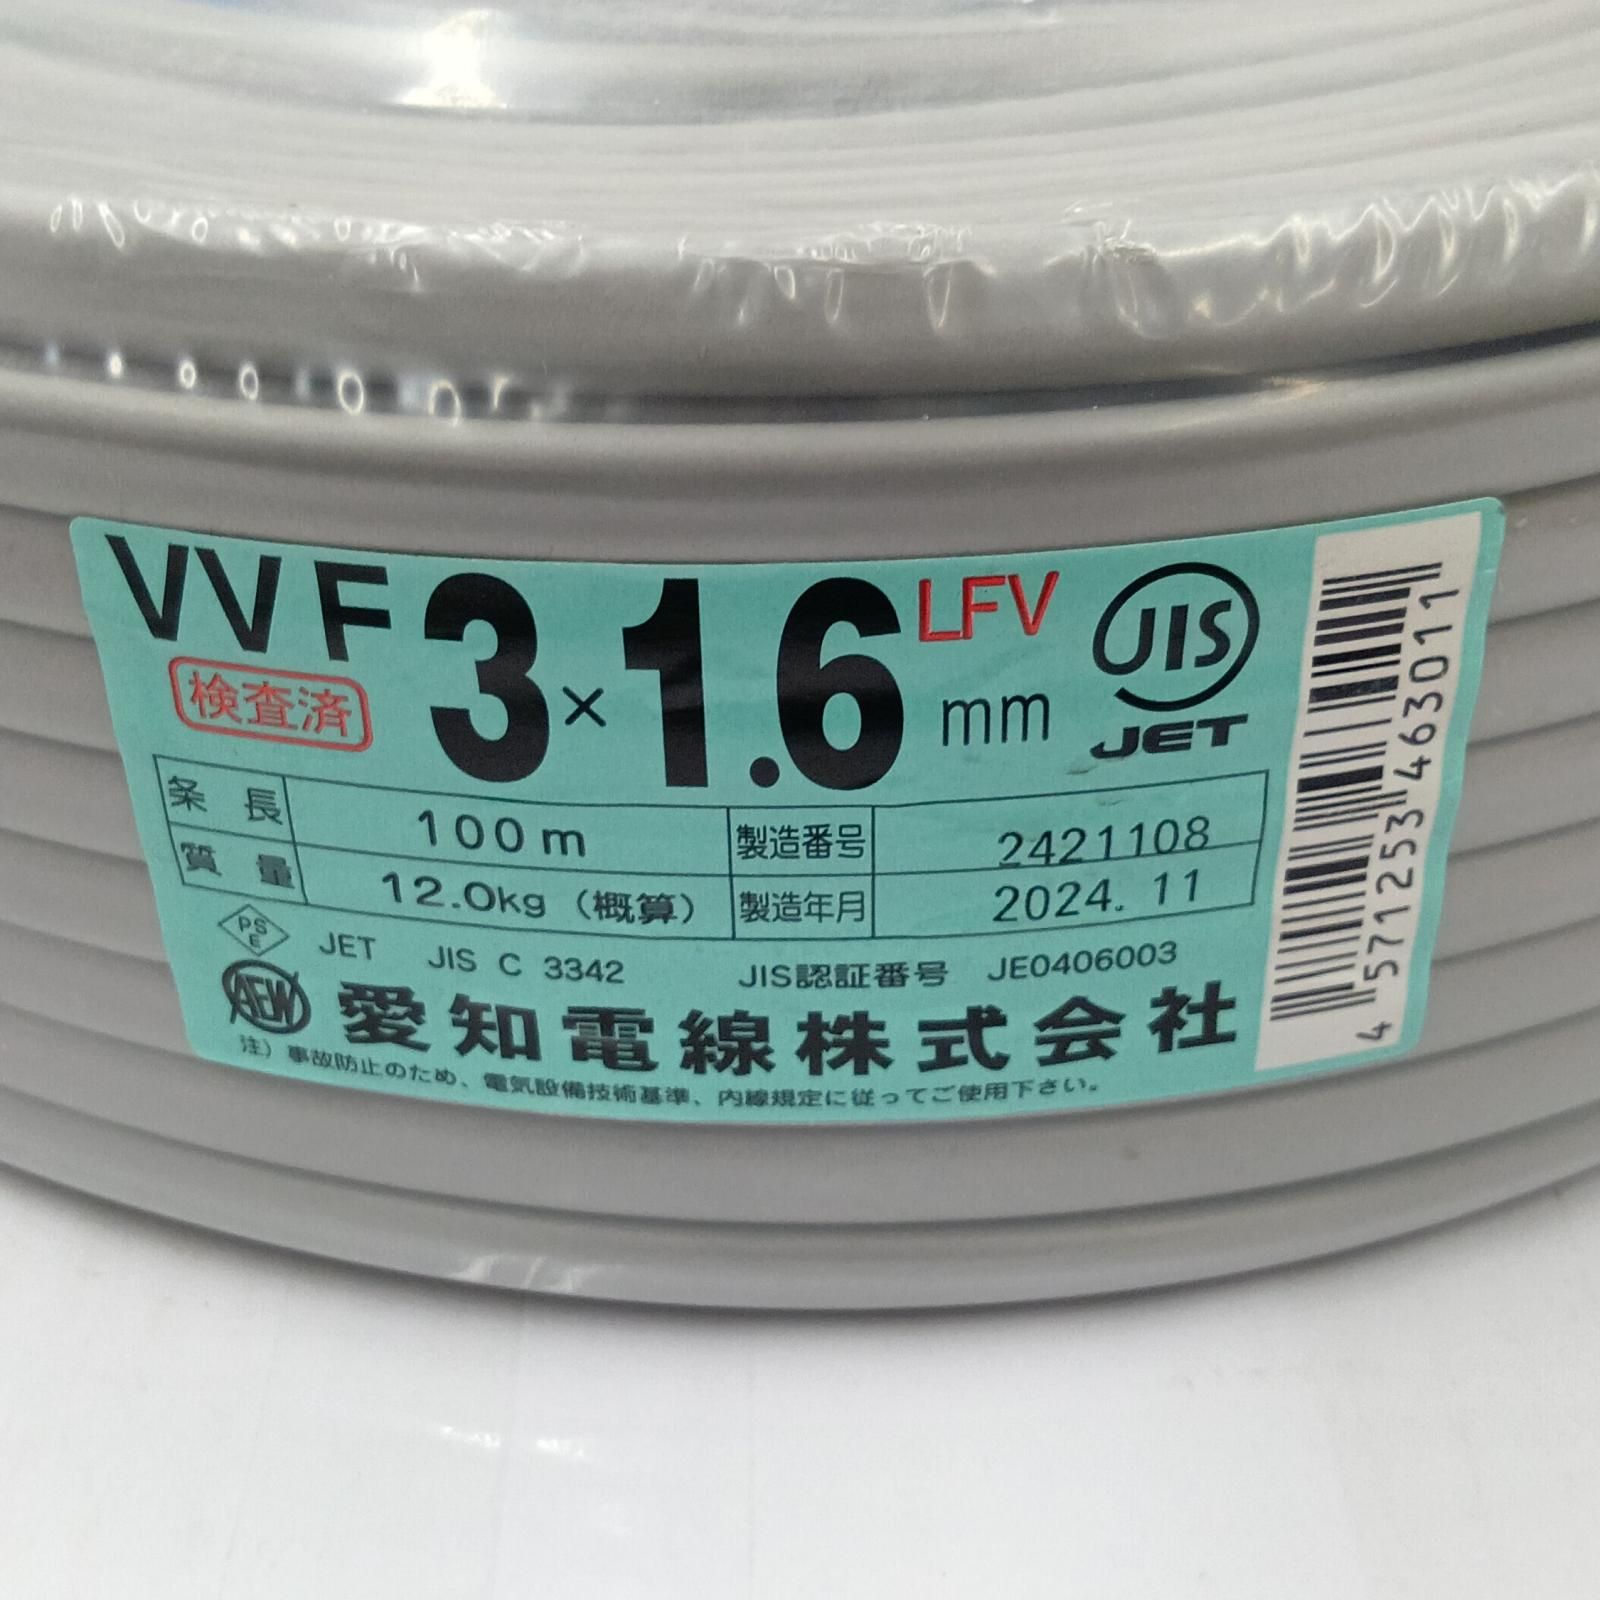 VVF 3×1.6 mm LFV
検査済
JIS
JET
条長 100m 製造番号 2421108
質量 12.0kg (概算) 製造年月 2024.11
PSE JET JIS C 3342 JIS認証番号 JE0406003
AEW 愛知電線株式会社
注) 事故防止のため、電気設備技術基準、内線規定に従ってご使用下さい。
4571253463011